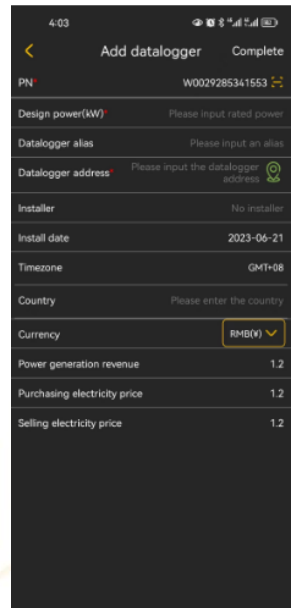 4:03
Add datalogger Complete
PN* W0029285341553
Design power(kW)* Please input rated power
Datalogger alias Please input an alias
Datalogger address* Please input the datalogger
address
Installer No installer
Install date 2023-06-21
Timezone GMT+08
Country Please enter the country
Currency RMB(¥)
Power generation revenue 1.2
Purchasing electricity price 1.2
Selling electricity price 1.2